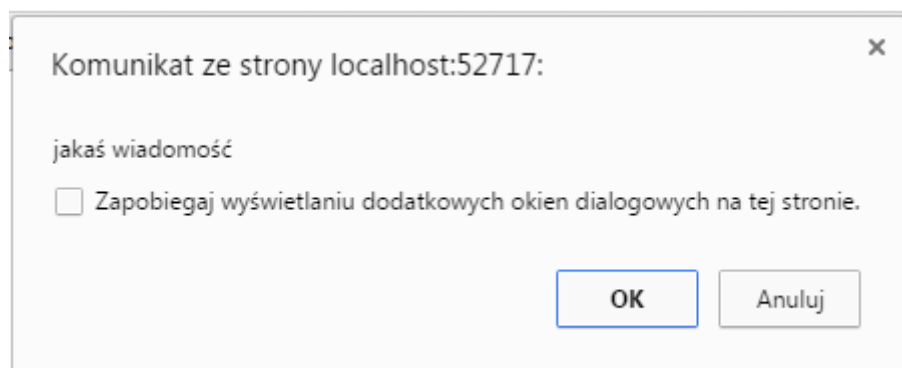 Komunikat ze strony localhost:52717:
jakaś wiadomość
Zapobiegaj wyświetlaniu dodatkowych okien dialogowych na tej stronie.
OK Anuluj